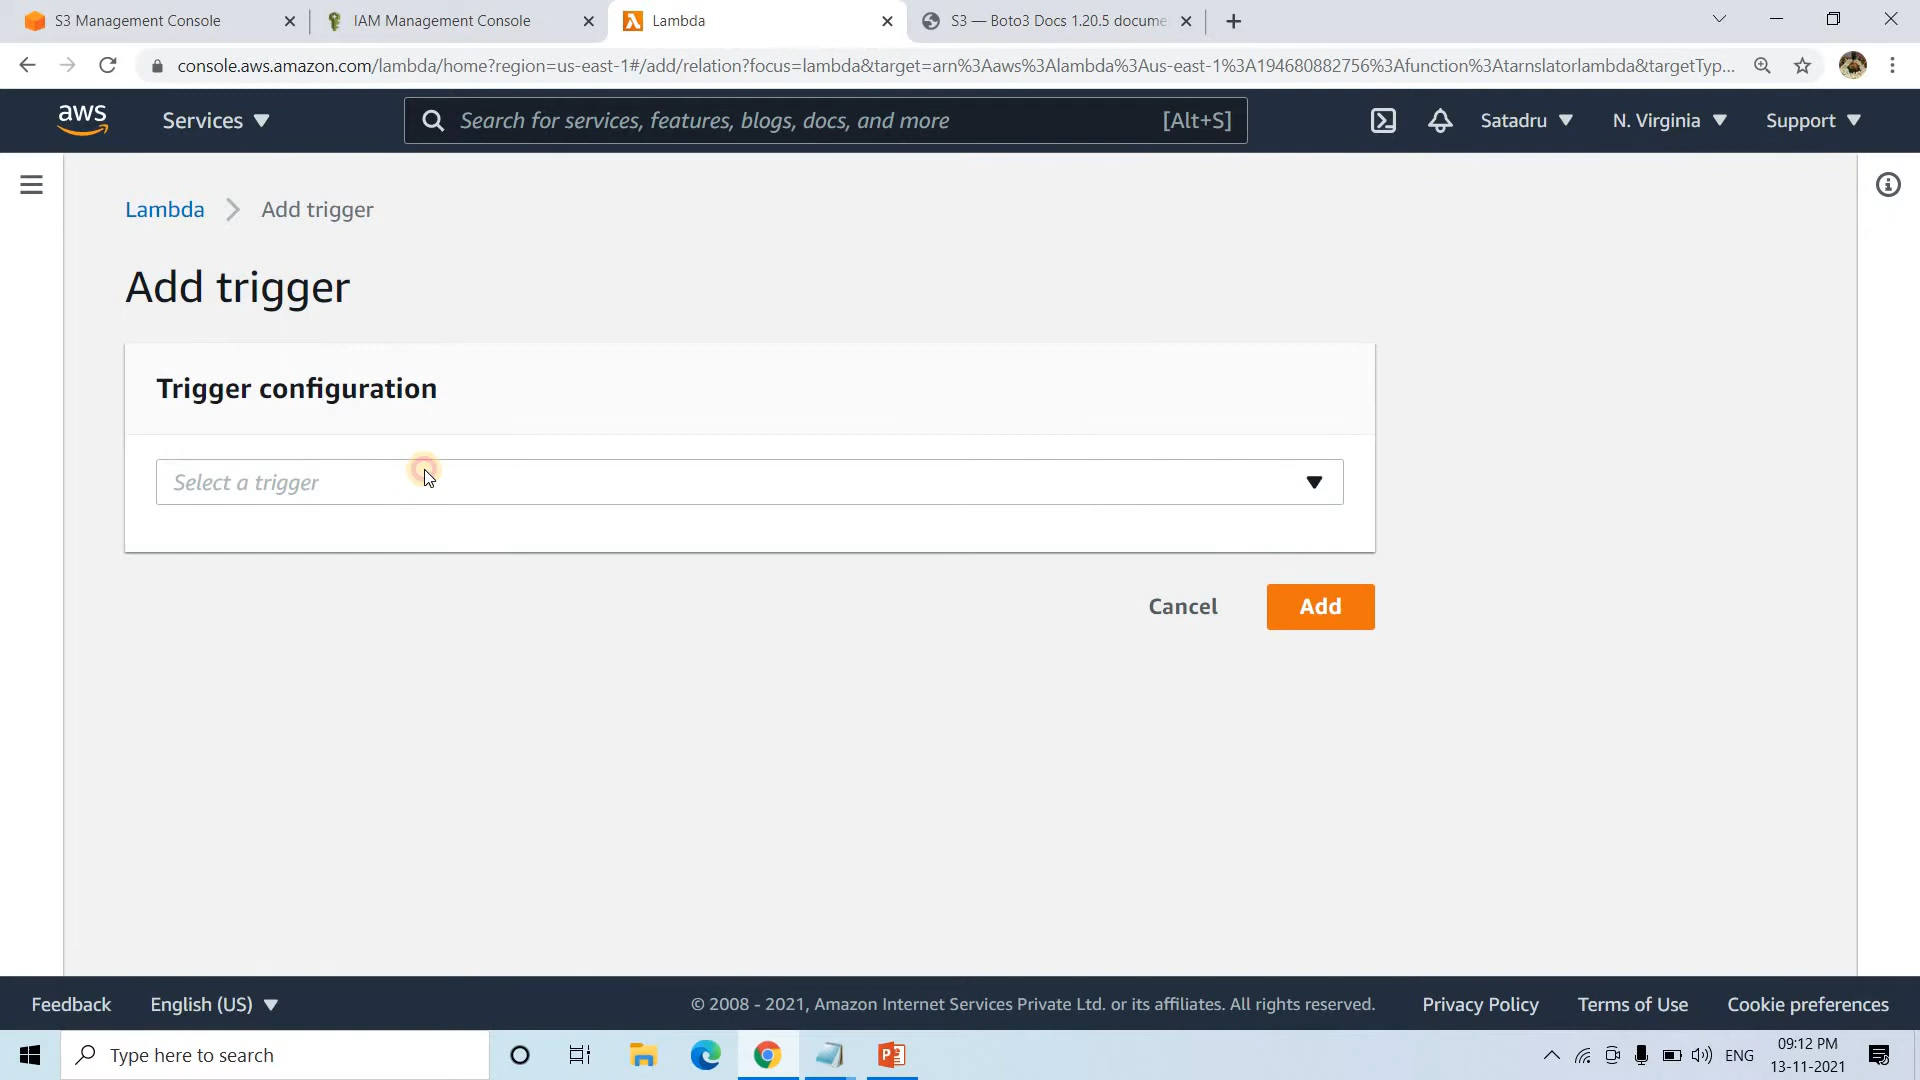 S3 Management Console
IAM Management Console
Lambda
S3 — Boto3 Docs 1.20.5 docume
console.aws.amazon.com/lambda/home?region=us-east-1#/add/relation?focus=lambda&target=arn%3Aaws%3Alambda%3Aus-east-1%3A194680882756%3Afunction%3Atarnslatorlambda&targetTyp...
aws
Services
Search for services, features, blogs, docs, and more
[Alt+S]
Satadru
N. Virginia
Support
Lambda
Add trigger
Add trigger
Trigger configuration
Select a trigger
Cancel
Add
Feedback
English (US)
© 2008 - 2021, Amazon Internet Services Private Ltd. or its affiliates. All rights reserved.
Privacy Policy
Terms of Use
Cookie preferences
Type here to search
ENG
09:12 PM
13-11-2021